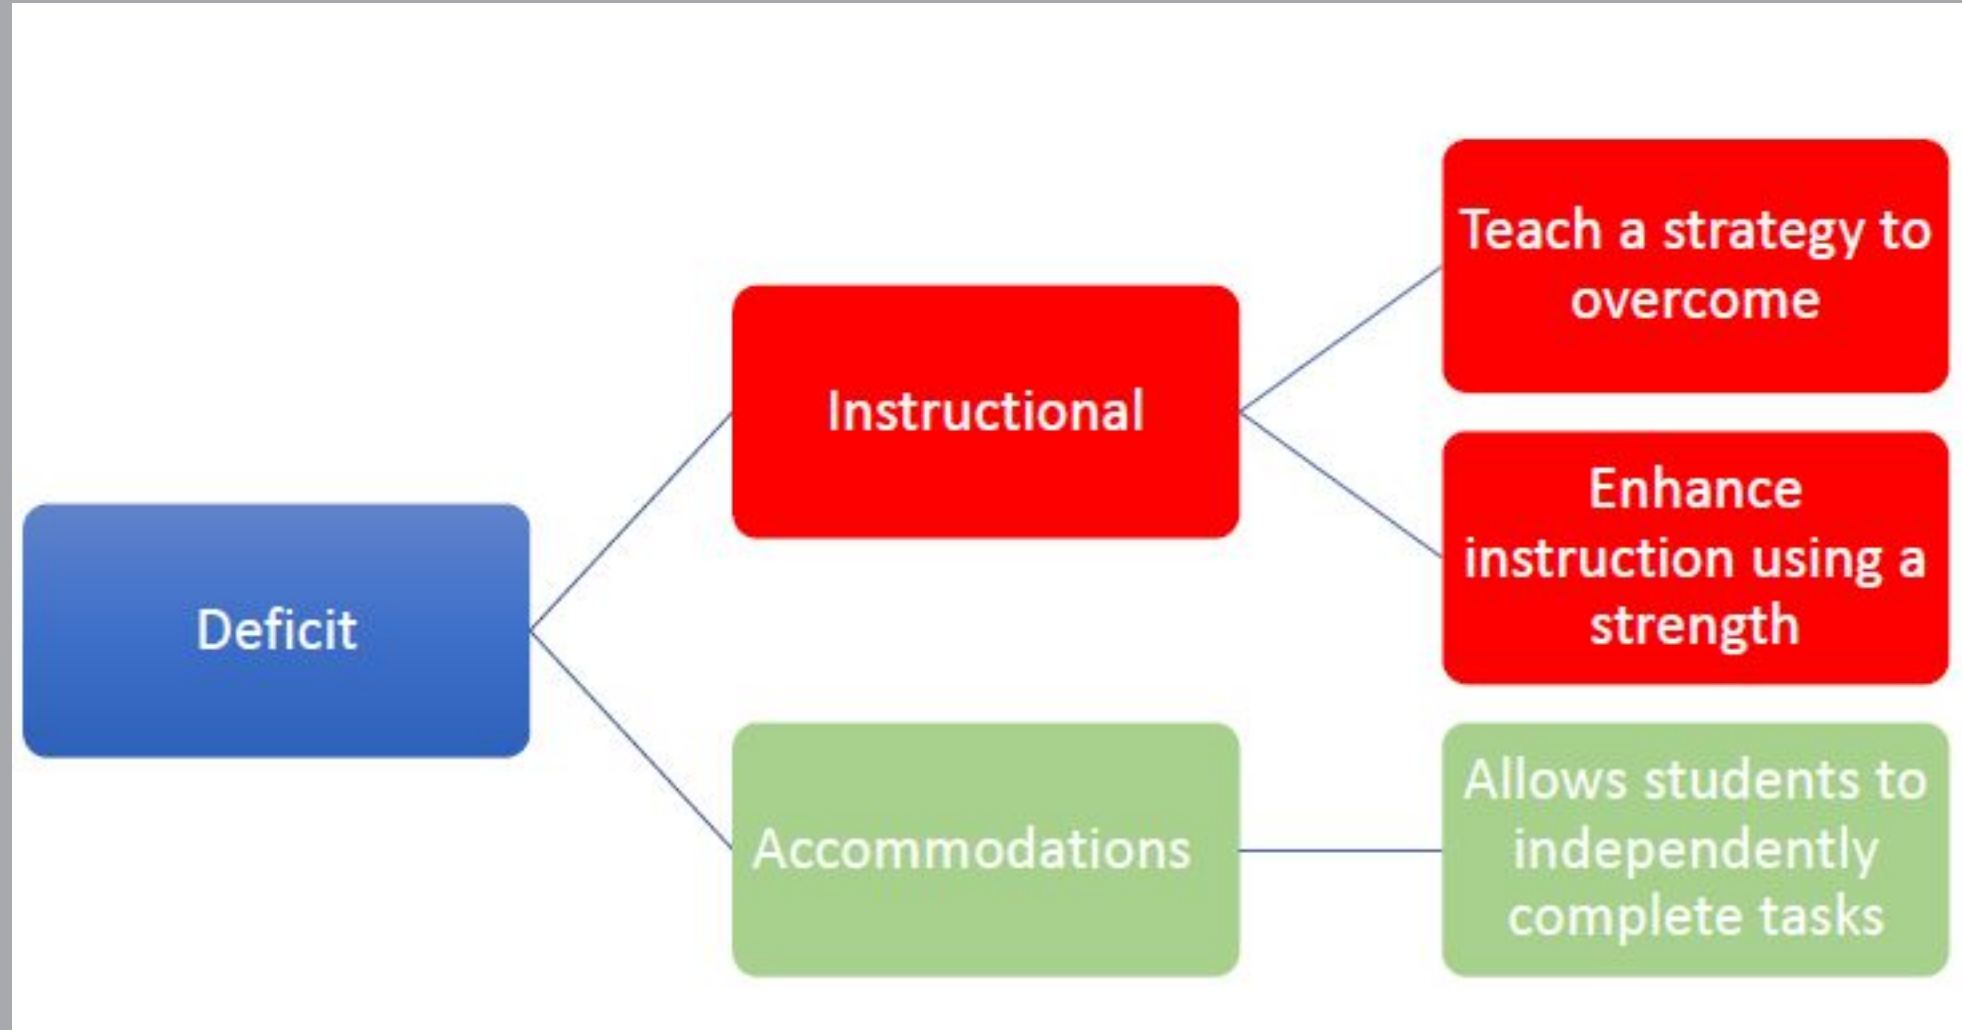 Deficit
Instructional
Teach a strategy to
overcome
Enhance
instruction using a
strength
Accommodations
Allows students to
independently
complete tasks